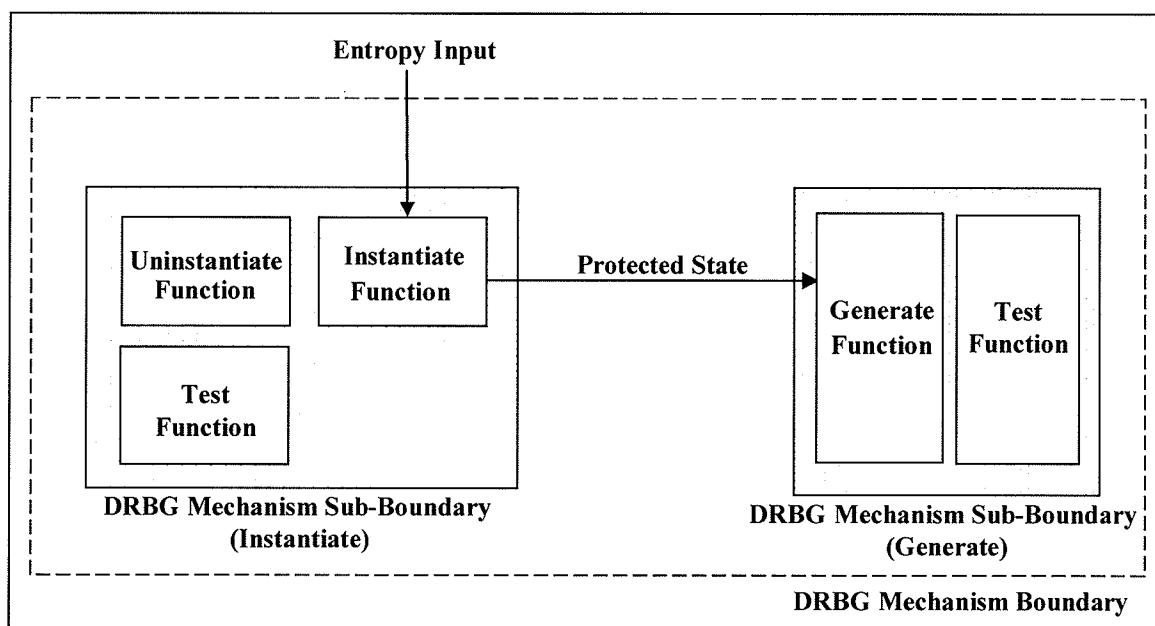 Entropy Input
Uninstantiate
Function
Instantiate
Function
Test
Function
Protected State
Generate
Function
Test
Function
DRBG Mechanism Sub-Boundary
(Instantiate)
DRBG Mechanism Sub-Boundary
(Generate)
DRBG Mechanism Boundary